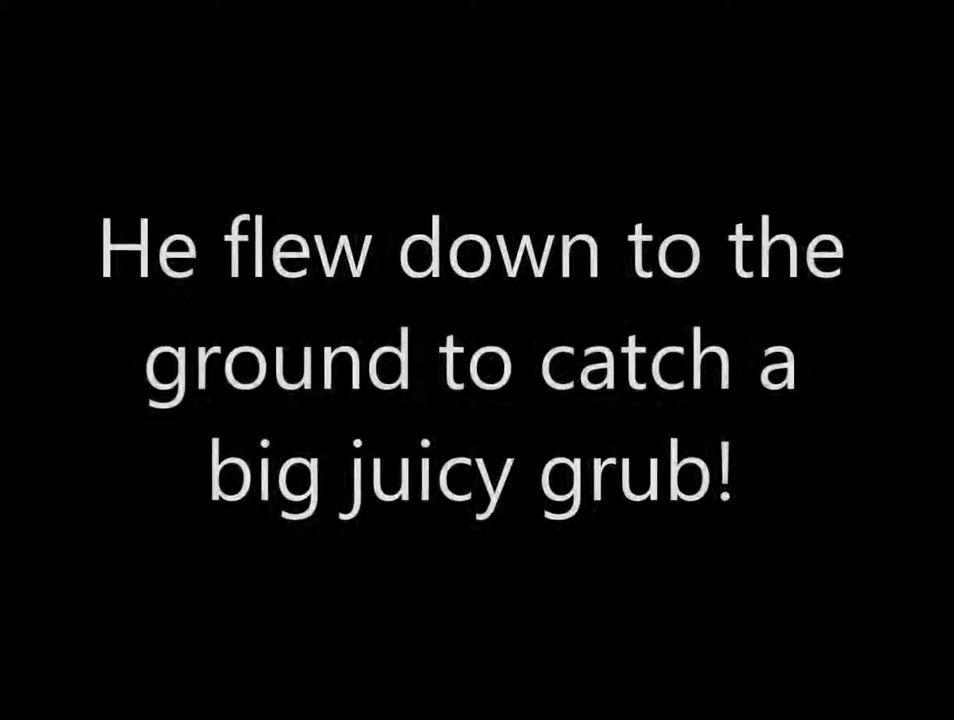 He flew down to the
ground to catch a
big juicy grub!